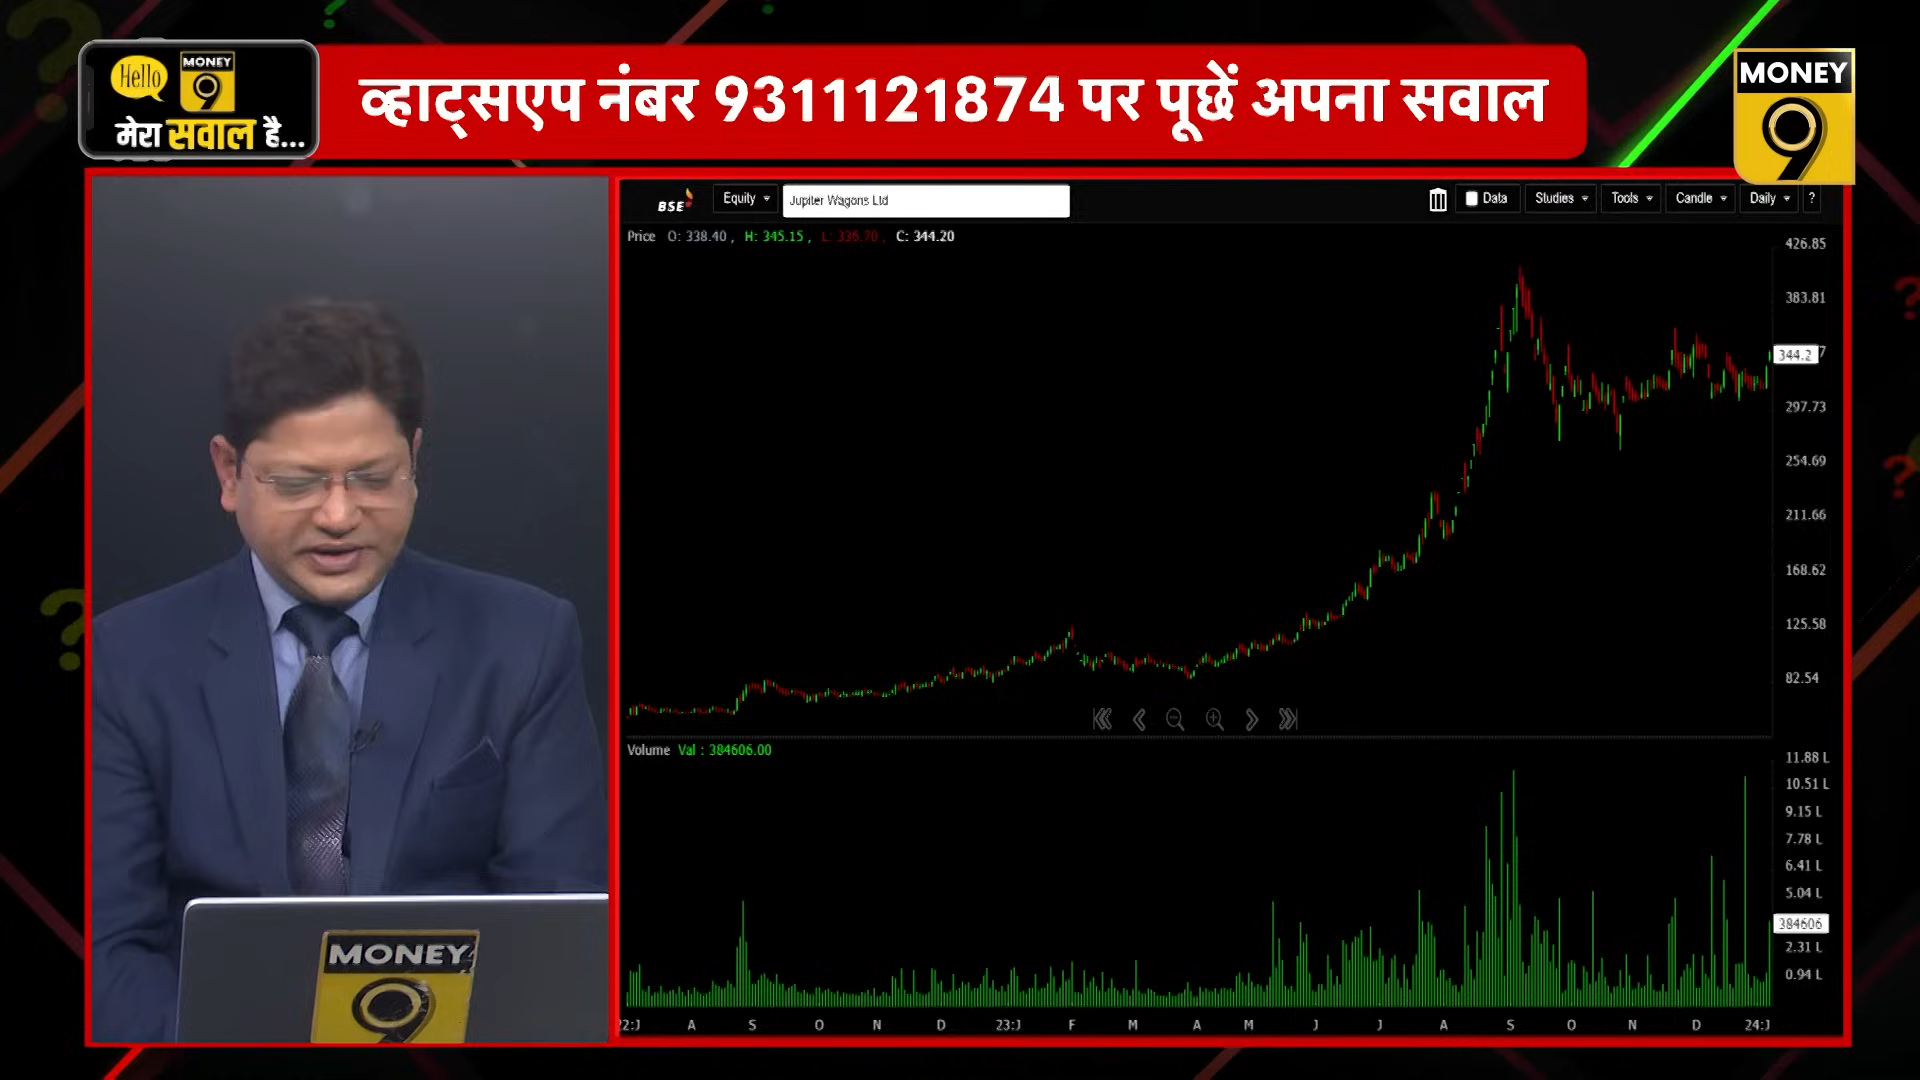 Hello
MONEY
9
मेरा सवाल है...
व्हाट्सएप नंबर 9311121874 पर पूछें अपना सवाल
MONEY
9
BSE
Equity
Jupiter Wagons Ltd
Data
Studies
Tools
Candle
Daily
?
Price O: 338.40 , H: 345.15 , L: 336.70 , C: 344.20
426.85
383.81
344.2
297.73
254.69
211.66
168.62
125.58
82.54
Volume Val : 384606.00
11.88 L
10.51 L
9.15 L
7.78 L
6.41 L
5.04 L
384606
2.31 L
0.94 L
22:J A S O N D 23:J F M A M J J A S O N D 24:J
MONEY
9